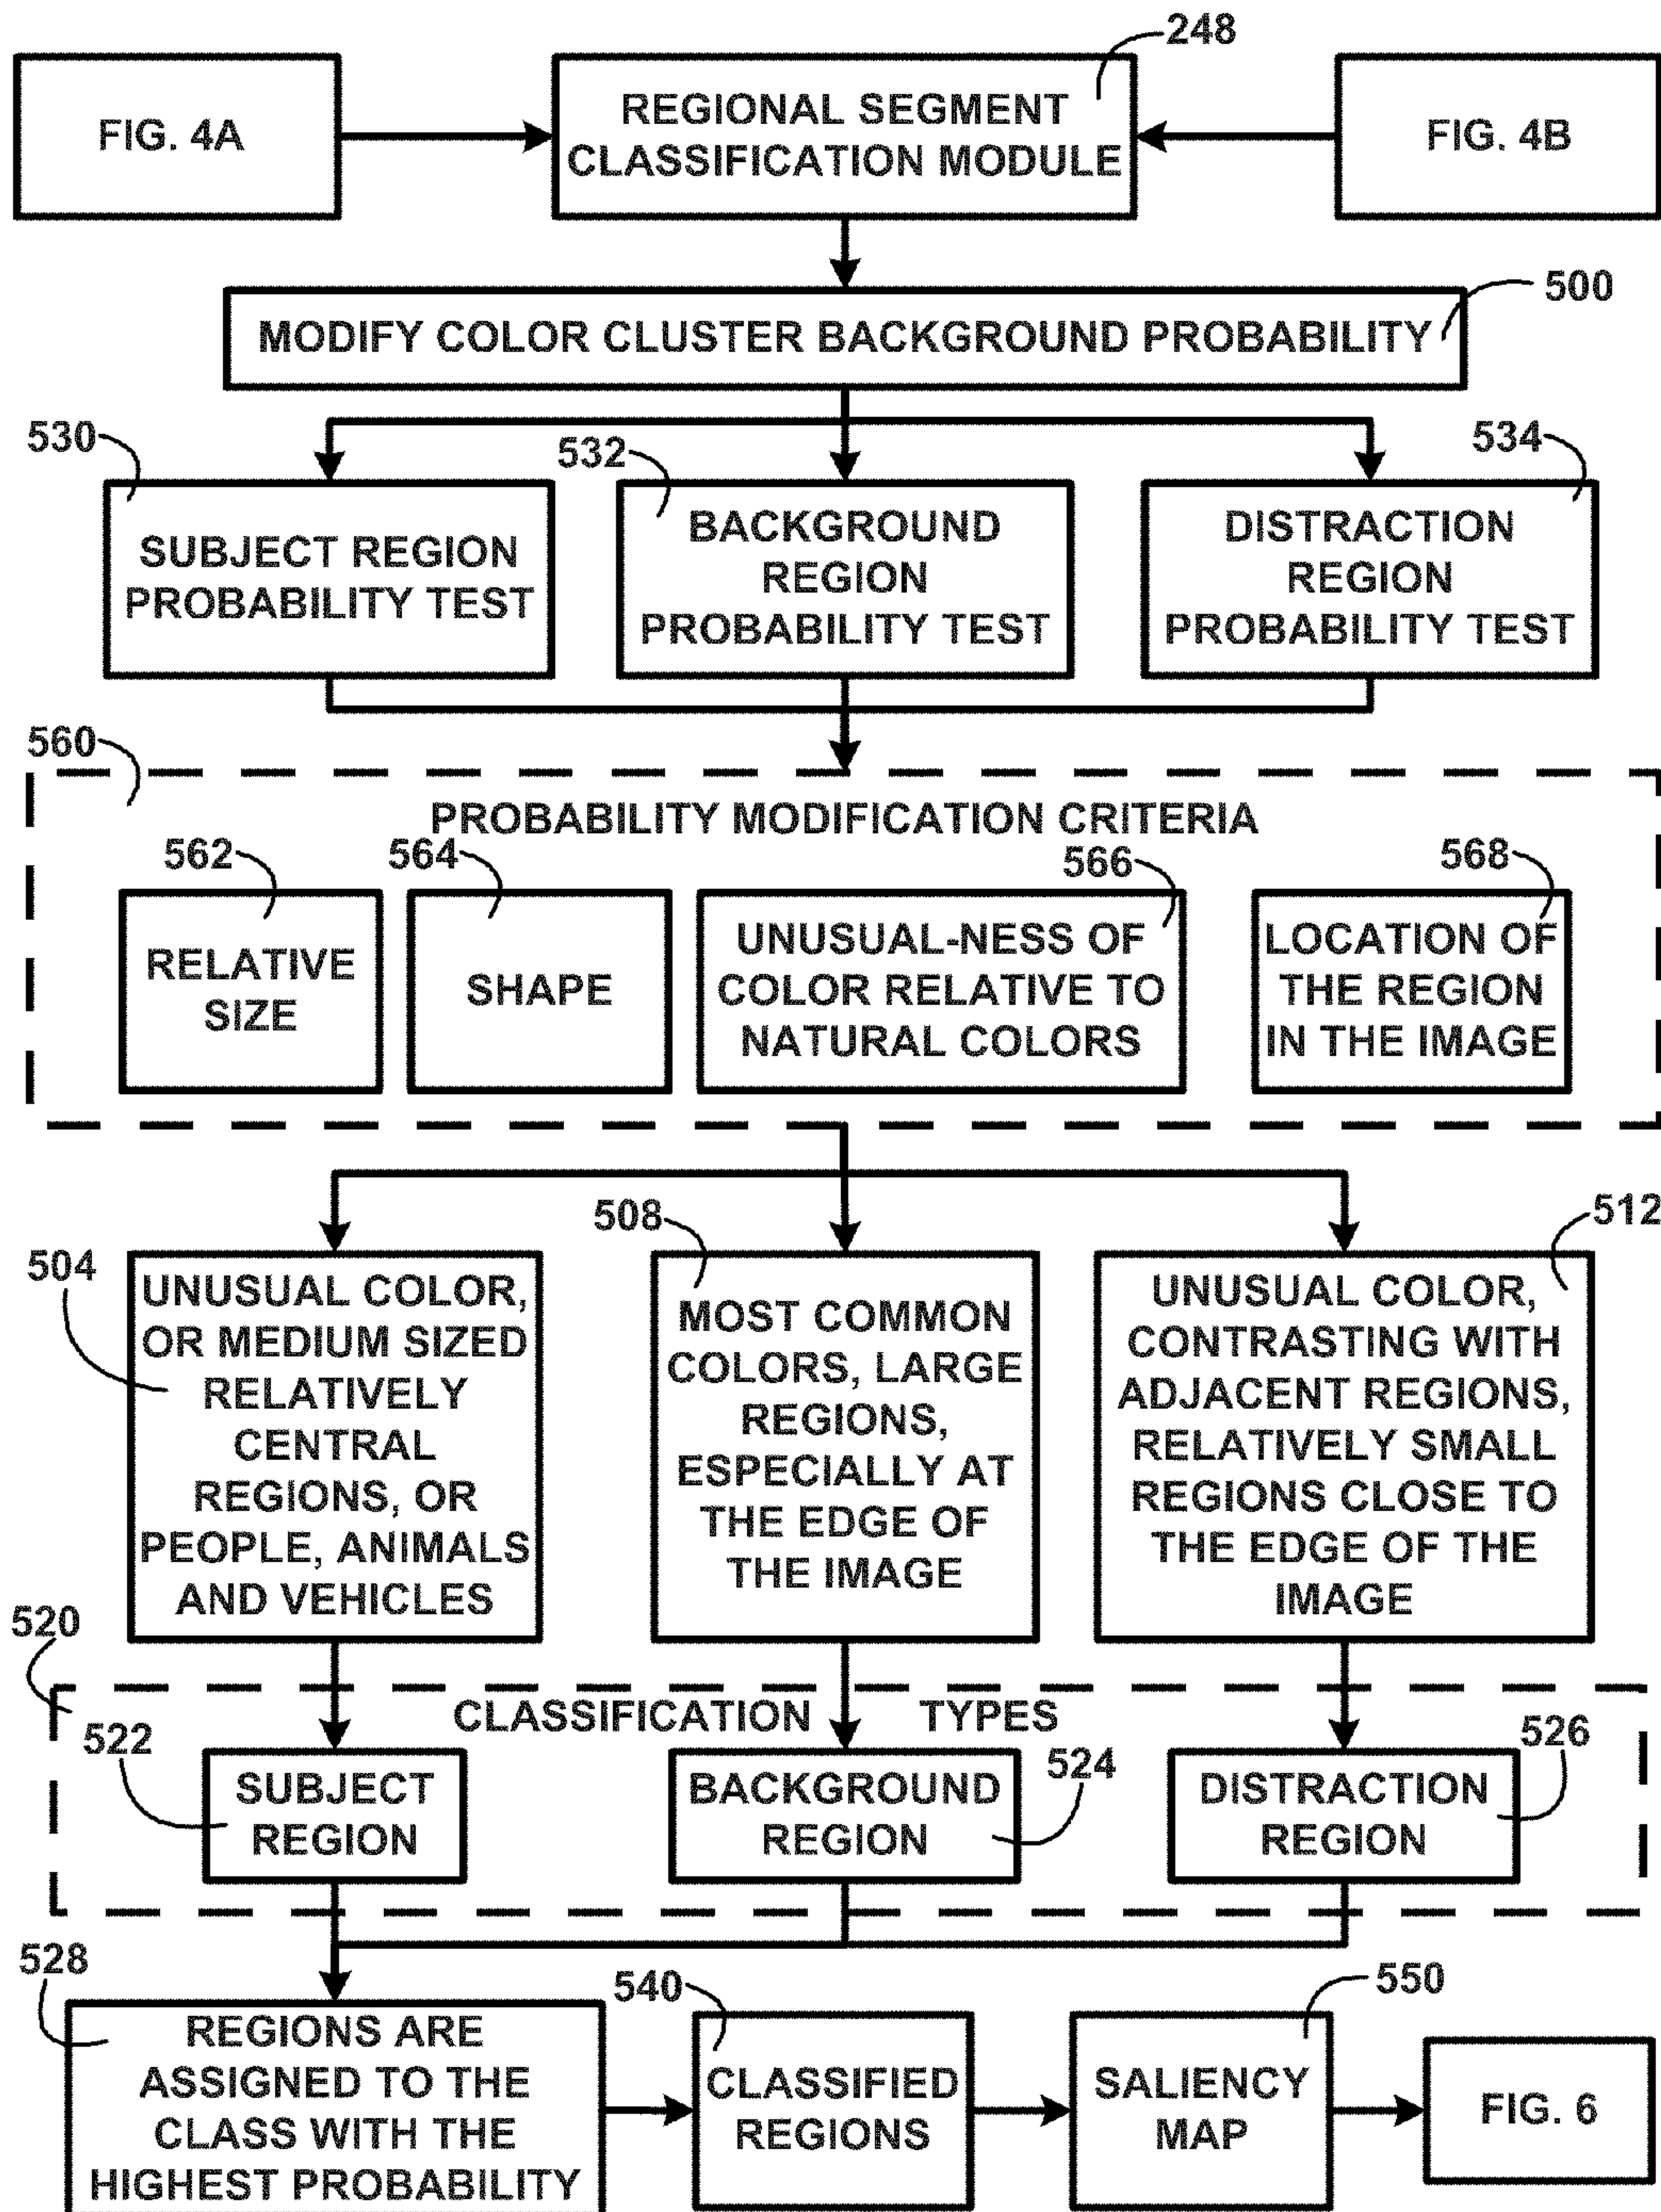 248
FIG. 4A
REGIONAL SEGMENT
CLASSIFICATION MODULE
FIG. 4B
500
MODIFY COLOR CLUSTER BACKGROUND PROBABILITY
530
532
534
SUBJECT REGION
PROBABILITY TEST
BACKGROUND
REGION
PROBABILITY TEST
DISTRACTION
REGION
PROBABILITY TEST
560
PROBABILITY MODIFICATION CRITERIA
562
564
566
568
RELATIVE
SIZE
SHAPE
UNUSUAL-NESS OF
COLOR RELATIVE TO
NATURAL COLORS
LOCATION OF
THE REGION
IN THE IMAGE
504
508
512
UNUSUAL COLOR,
OR MEDIUM SIZED
RELATIVELY
CENTRAL
REGIONS, OR
PEOPLE, ANIMALS
AND VEHICLES
MOST COMMON
COLORS, LARGE
REGIONS,
ESPECIALLY AT
THE EDGE OF
THE IMAGE
UNUSUAL COLOR,
CONTRASTING WITH
ADJACENT REGIONS,
RELATIVELY SMALL
REGIONS CLOSE TO
THE EDGE OF THE
IMAGE
520
CLASSIFICATION TYPES
522
524
526
SUBJECT
REGION
BACKGROUND
REGION
DISTRACTION
REGION
528
540
550
REGIONS ARE
ASSIGNED TO THE
CLASS WITH THE
HIGHEST PROBABILITY
CLASSIFIED
REGIONS
SALIENCY
MAP
FIG. 6